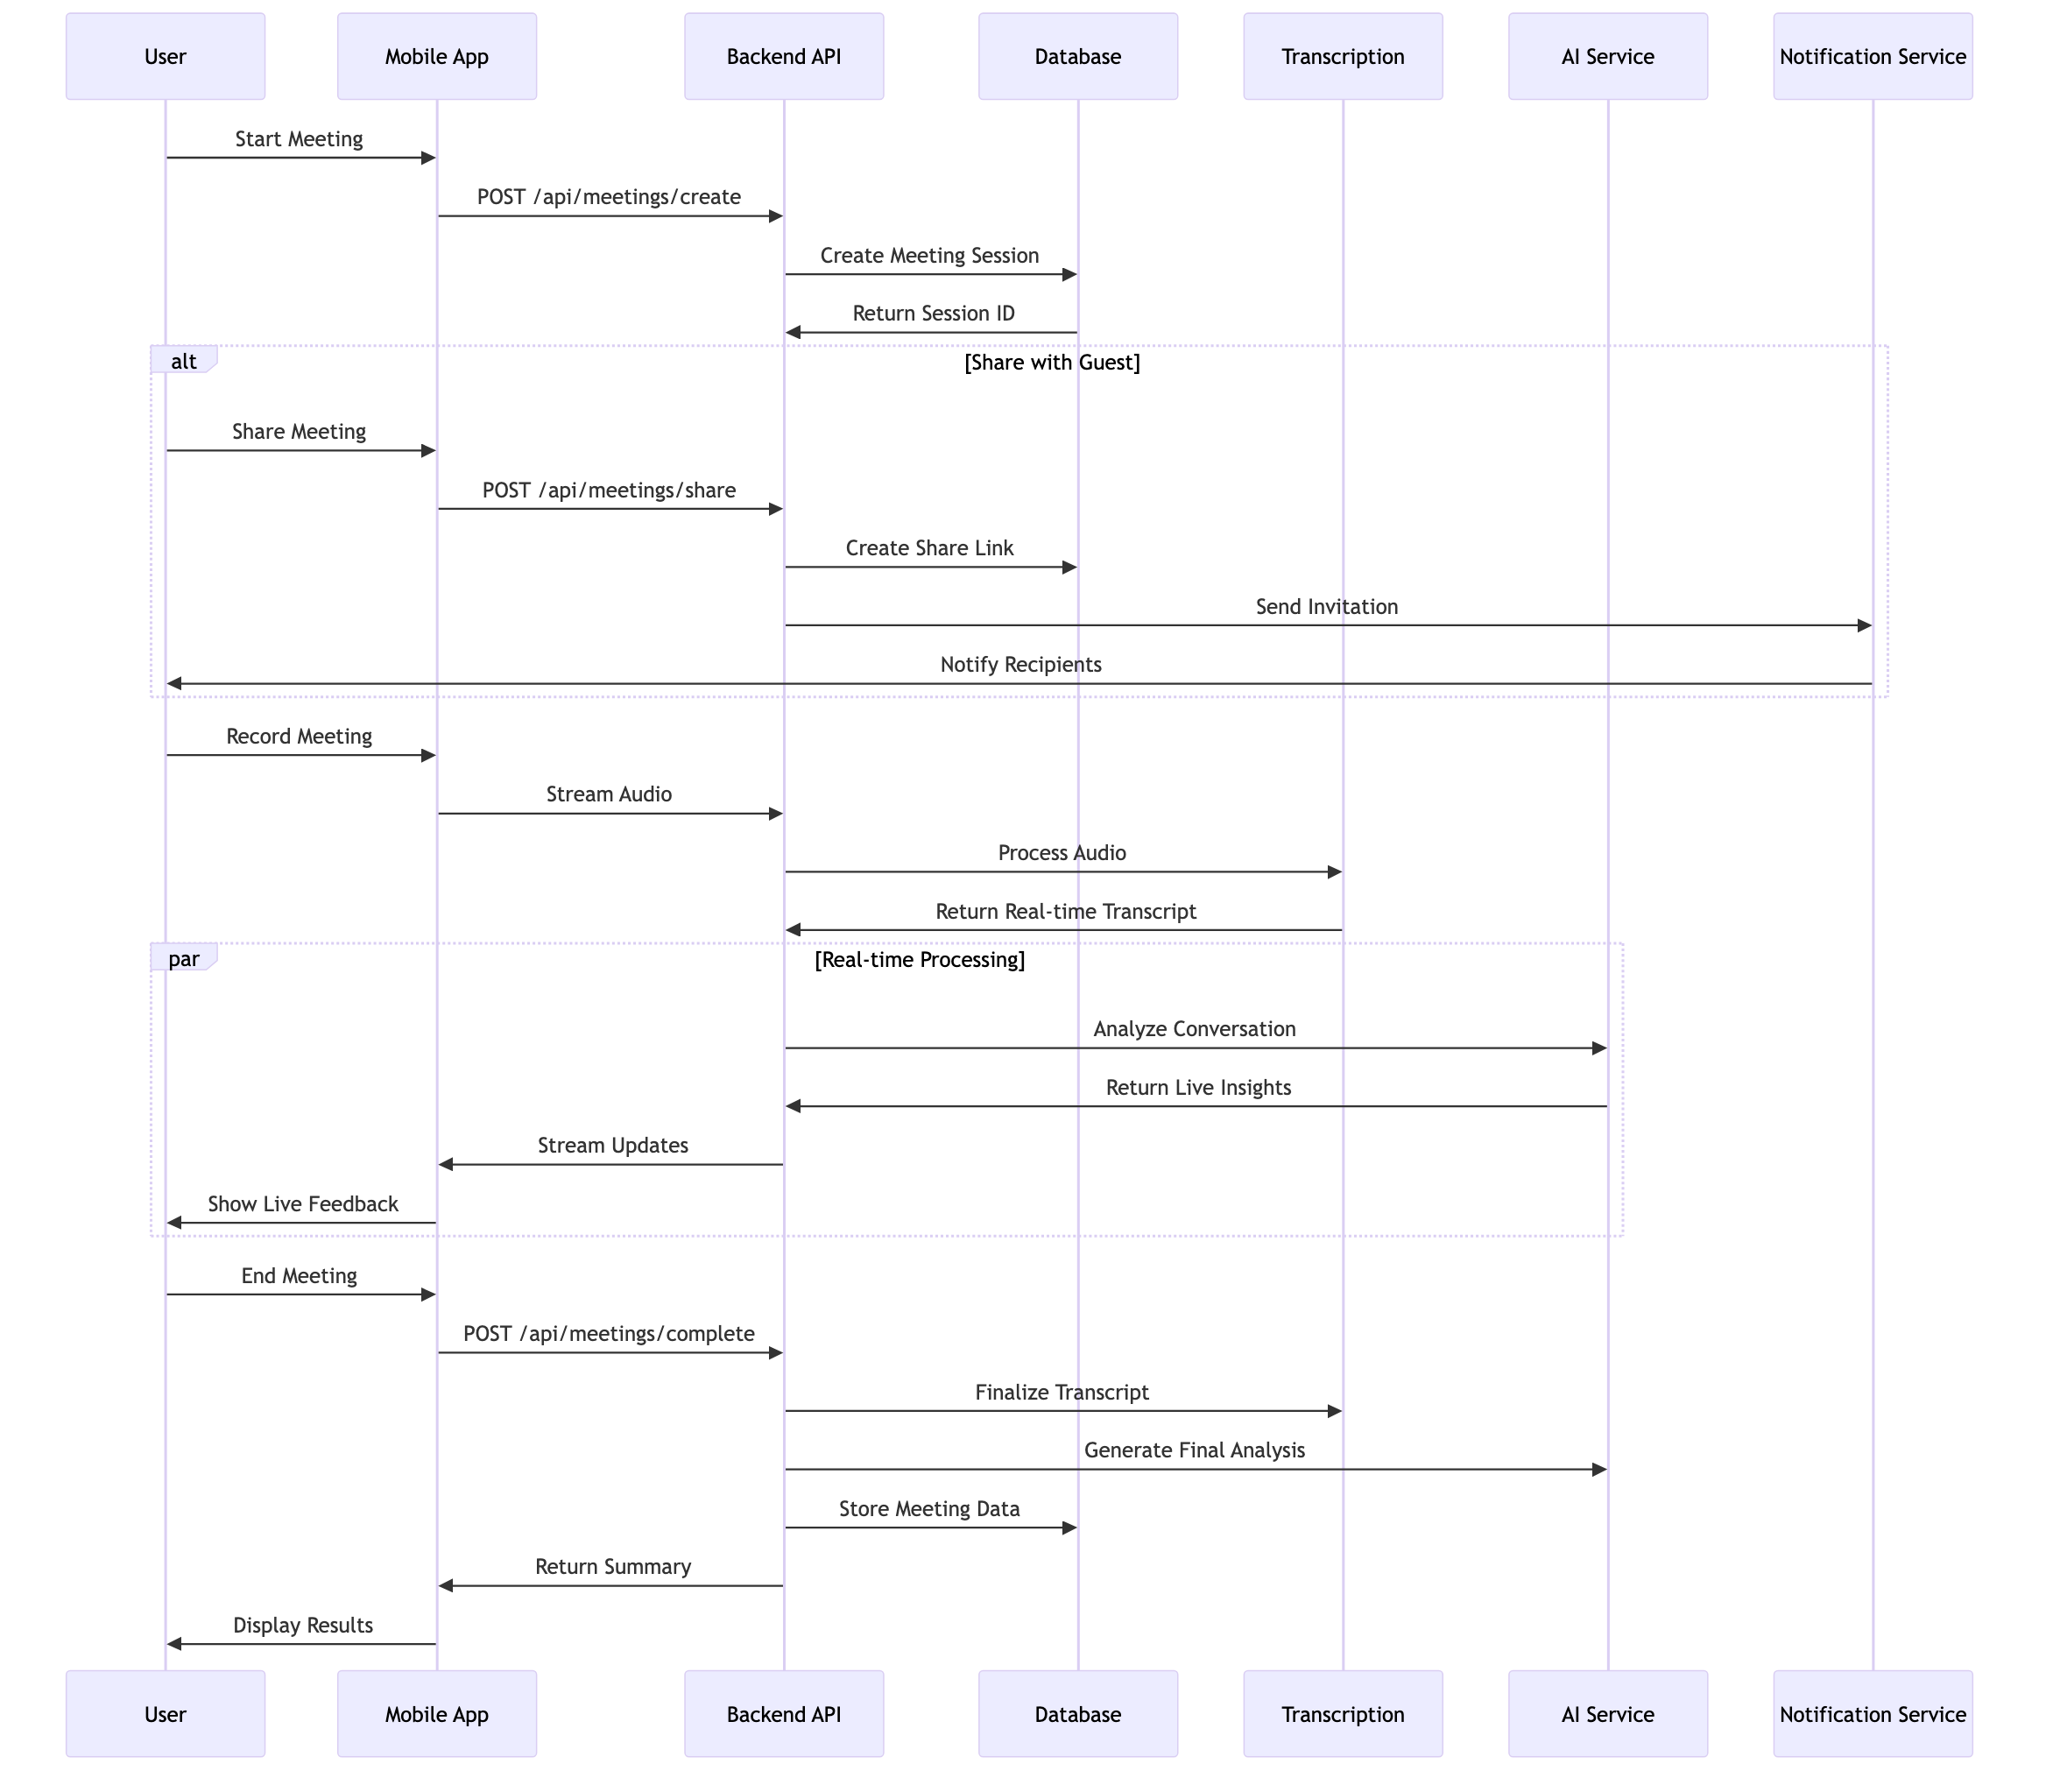 User
Mobile App
Backend API
Database
Transcription
AI Service
Notification Service
Start Meeting
POST /api/meetings/create
Create Meeting Session
Return Session ID
alt
[Share with Guest]
Share Meeting
POST /api/meetings/share
Create Share Link
Send Invitation
Notify Recipients
Record Meeting
Stream Audio
Process Audio
Return Real-time Transcript
par
[Real-time Processing]
Analyze Conversation
Return Live Insights
Stream Updates
Show Live Feedback
End Meeting
POST /api/meetings/complete
Finalize Transcript
Generate Final Analysis
Store Meeting Data
Return Summary
Display Results
User
Mobile App
Backend API
Database
Transcription
AI Service
Notification Service